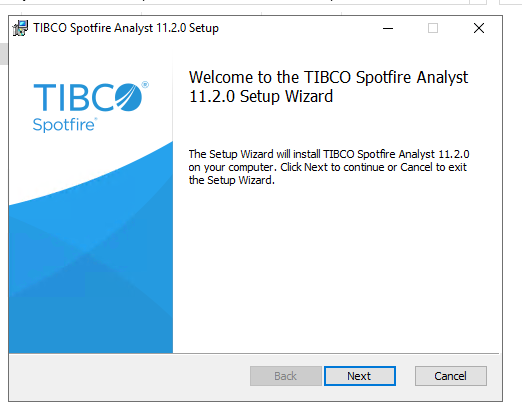 TIBCO Spotfire Analyst 11.2.0 Setup
TIBCO®
Spotfire®
Welcome to the TIBCO Spotfire Analyst
11.2.0 Setup Wizard
The Setup Wizard will install TIBCO Spotfire Analyst 11.2.0
on your computer. Click Next to continue or Cancel to exit
the Setup Wizard.
Back Next Cancel